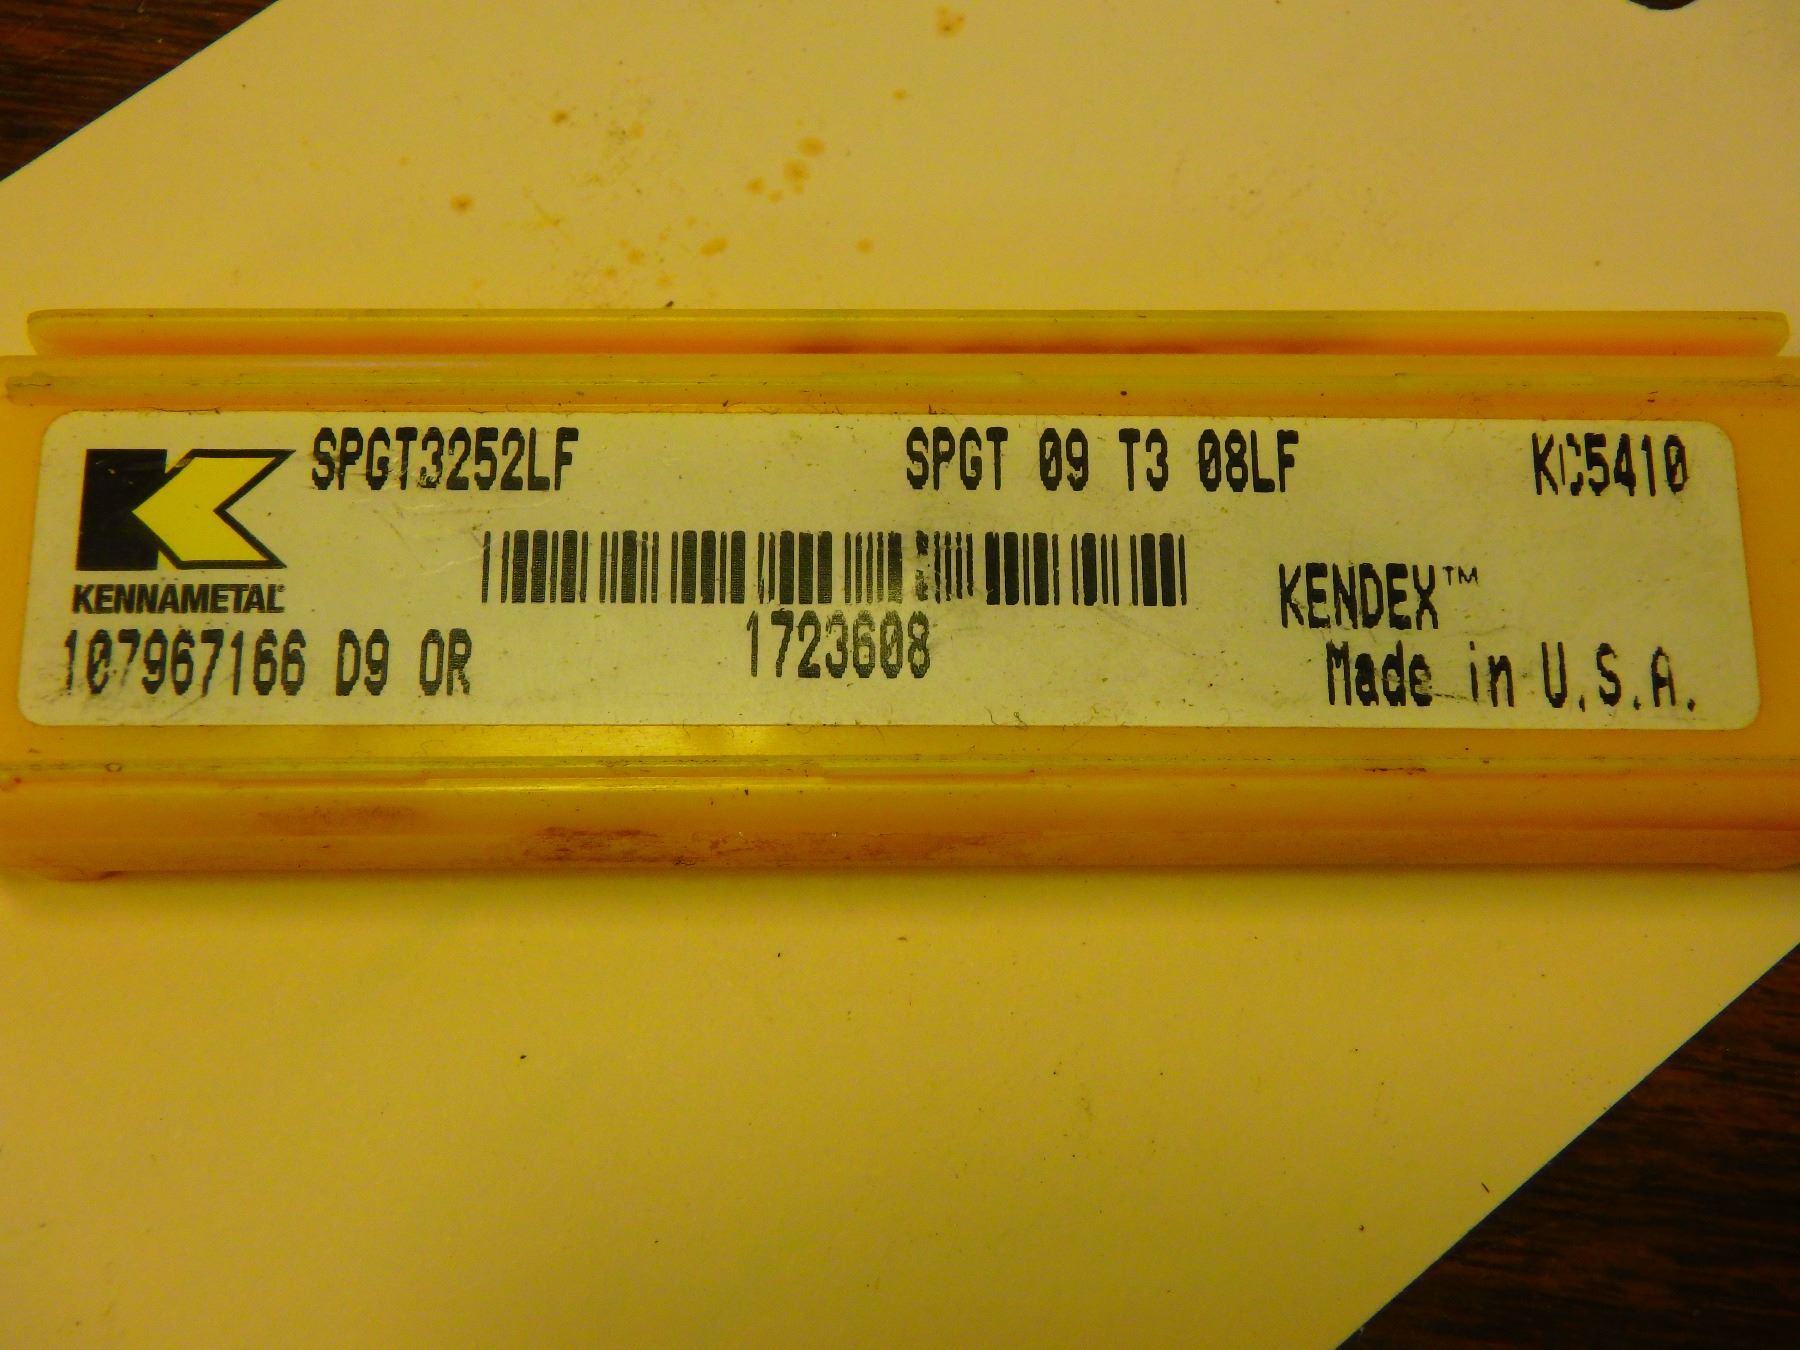 SPGT3252LF SPGT 09 T3 08LF KC5410
KENNAMETAL
KENDEX™
107967166 D9 OR 1723608 Made in U.S.A.